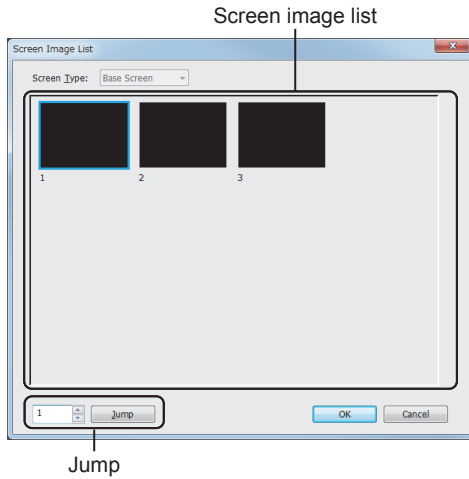 Screen image list
Screen Image List
Screen Type: Base Screen
1 2 3
1 Jump OK Cancel
Jump